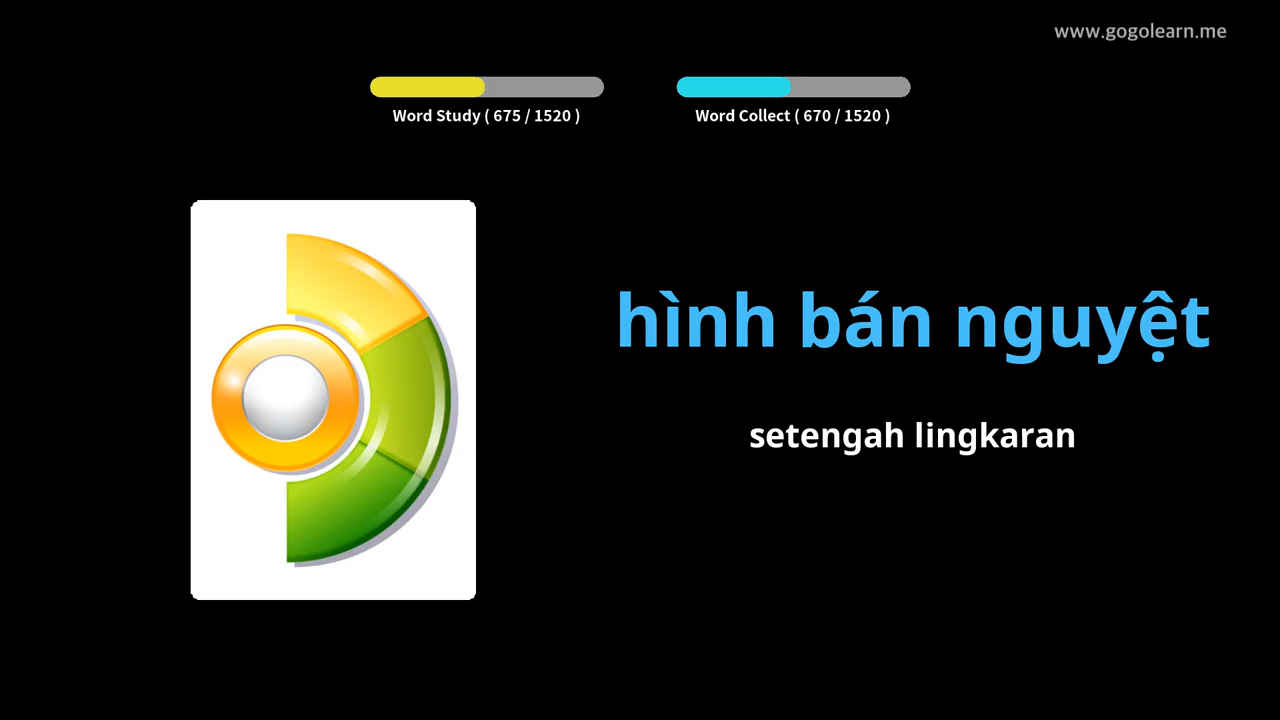 www.gogolearn.me
Word Study ( 675 / 1520 )
Word Collect ( 670 / 1520 )
hình bán nguyệt
setengah lingkaran